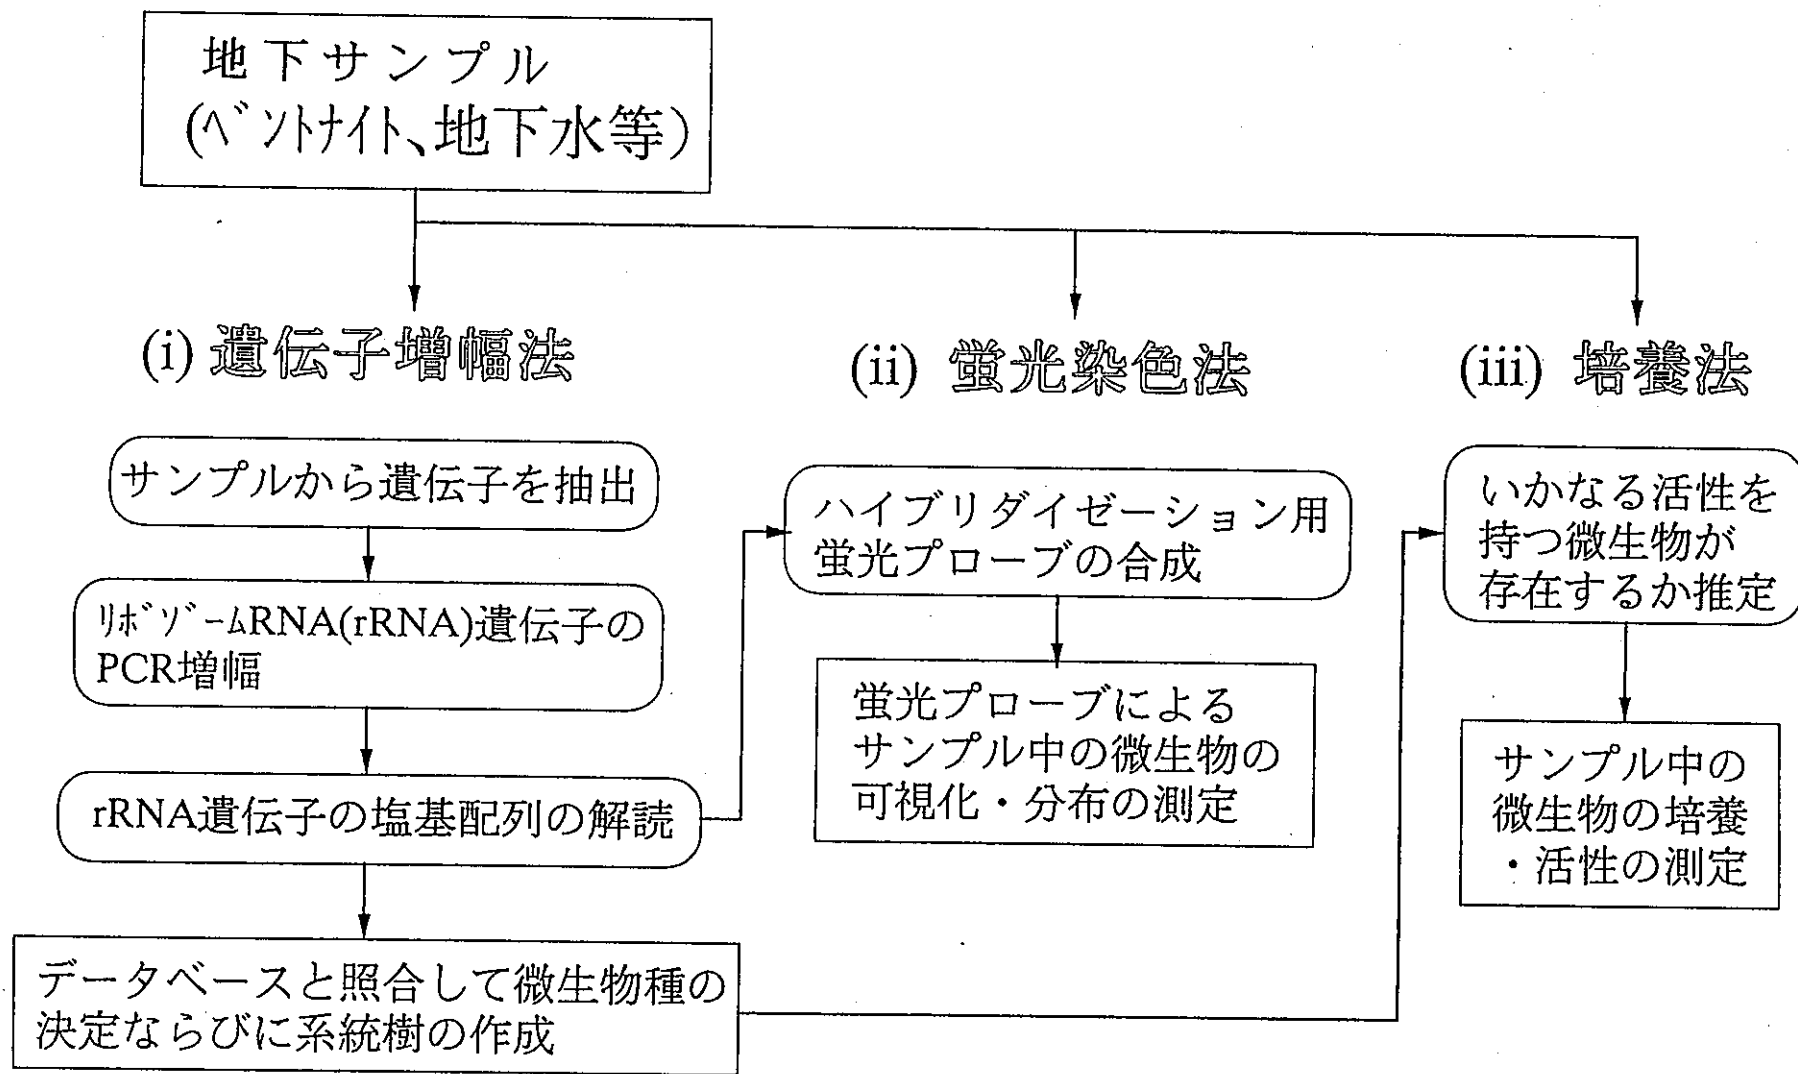 地下サンプル
(ﾍﾞﾝﾄﾅｲﾄ、地下水等)
(i) 遺伝子増幅法
サンプルから遺伝子を抽出
ﾘﾎﾞｿﾞｰﾑRNA(rRNA)遺伝子の
PCR増幅
rRNA遺伝子の塩基配列の解読
データベースと照合して微生物種の
決定ならびに系統樹の作成
(ii) 蛍光染色法
ハイブリダイゼーション用
蛍光プローブの合成
蛍光プローブによる
サンプル中の微生物の
可視化・分布の測定
(iii) 培養法
いかなる活性を
持つ微生物が
存在するか推定
サンプル中の
微生物の培養
・活性の測定